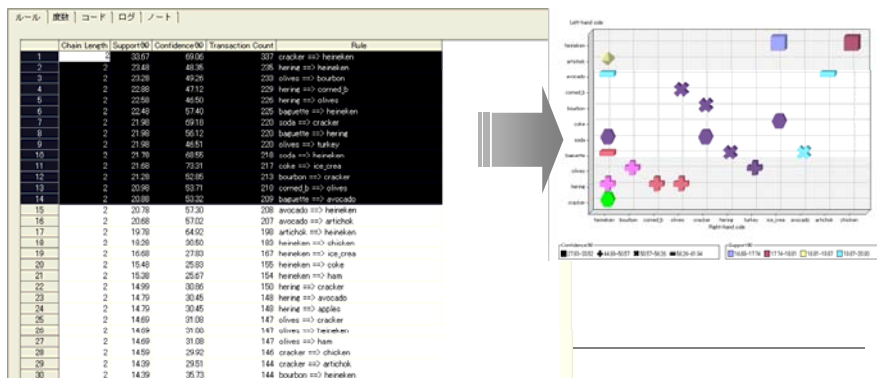 ルール 度数 コード ログ ノート
Chain Length Support(%) Confidence(%) Transaction Count Rule
1 2 33.67 69.06 337 cracker ==> heineken
2 2 23.48 48.35 235 hering ==> heineken
3 2 23.28 49.26 233 olives ==> bourbon
4 2 22.88 47.12 229 hering ==> corned_b
5 2 22.58 46.50 226 hering ==> olives
6 2 22.48 57.40 225 baguette ==> heineken
7 2 21.98 69.18 220 soda ==> cracker
8 2 21.98 56.12 220 baguette ==> hering
9 2 21.98 46.51 220 olives ==> turkey
10 2 21.78 68.55 218 soda ==> heineken
11 2 21.68 73.31 217 coke ==> ice_crea
12 2 21.28 52.85 213 bourbon ==> cracker
13 2 20.98 53.71 210 corned_b ==> olives
14 2 20.88 53.32 209 baguette ==> avocado
15 2 20.78 57.30 208 avocado ==> heineken
16 2 20.68 57.02 207 avocado ==> artichok
17 2 19.78 64.92 198 artichok ==> heineken
18 2 18.28 30.50 183 heineken ==> chicken
19 2 16.68 27.83 167 heineken ==> ice_crea
20 2 15.48 25.83 155 heineken ==> coke
21 2 15.38 25.67 154 heineken ==> ham
22 2 14.99 30.86 150 hering ==> cracker
23 2 14.79 30.45 148 hering ==> avocado
24 2 14.79 30.45 148 hering ==> apples
25 2 14.69 31.08 147 olives ==> cracker
26 2 14.69 31.08 147 olives ==> heineken
27 2 14.69 31.08 147 olives ==> ham
28 2 14.59 29.92 146 cracker ==> chicken
29 2 14.39 29.51 144 cracker ==> artichok
30 2 14.39 35.73 144 bourbon ==> heineken
Left-hand side
heineken
artichok
avocado
corned_b
bourbon
coke
soda
baguette
olives
hering
cracker
heineken bourbon corned_b olives cracker hering turkey ice_crea avocado artichok chicken
Right-hand side
Confidence(%) Support(%)